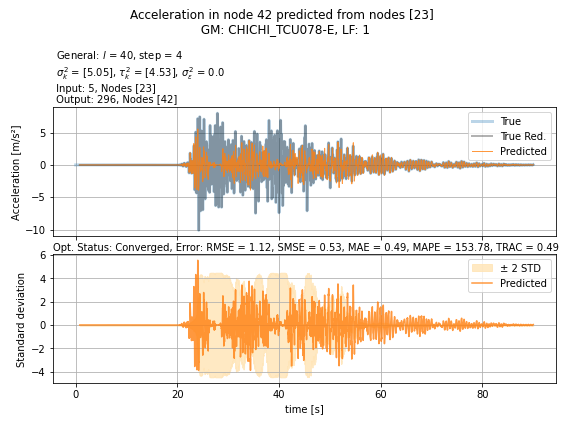 Acceleration in node 42 predicted from nodes [23]
GM: CHICHI_TCU078-E, LF: 1
General: l = 40, step = 4
σ²ₖ = [5.05], τ²ₖ = [4.53], σ²ε = 0.0
Input: 5, Nodes [23]
Output: 296, Nodes [42]
Acceleration [m/s²]
5
0
−5
−10
True
True Red.
Predicted
Opt. Status: Converged, Error: RMSE = 1.12, SMSE = 0.53, MAE = 0.49, MAPE = 153.78, TRAC = 0.49
Standard deviation
6
4
2
0
−2
−4
± 2 STD
Predicted
0 20 40 60 80
time [s]